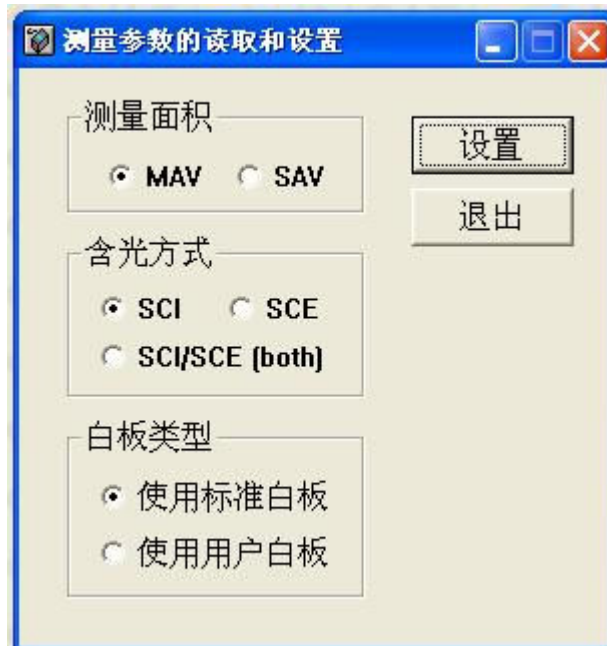 测量参数的读取和设置
测量面积
MAV SAV
设置
退出
含光方式
SCI SCE
SCI/SCE (both)
白板类型
使用标准白板
使用用户白板